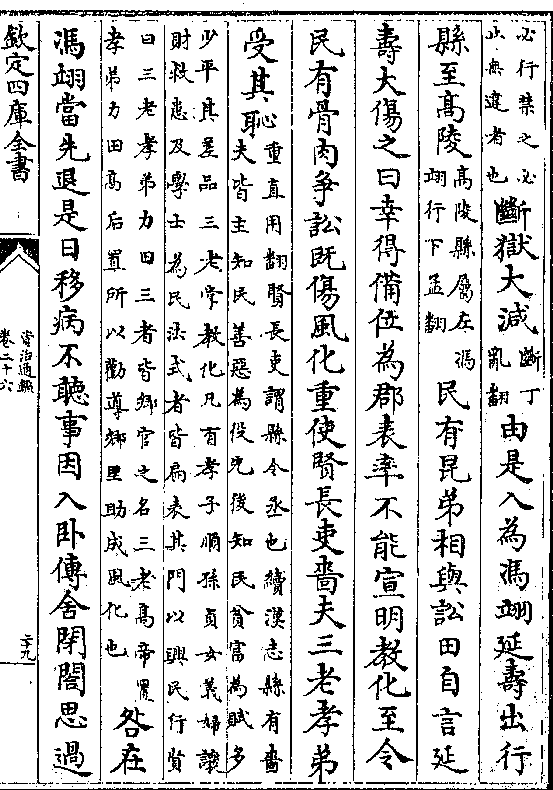 必行禁之必
止無違者也斷獄大減斷丁
亂翻由是入為馮翊延壽出行
縣至高陵高陵縣屬左馮
翊行下孟翻民有昆弟相與訟田自言延
壽大傷之曰幸得備位為郡表率不能宣明教化至令
民有骨肉爭訟既傷風化重使賢長吏嗇夫三老孝弟
受其恥重直用翻賢長吏謂縣令丞也續漢志縣有嗇
夫皆主知民善惡為役先後知民貧富為賦多
少平其差品三老掌教化凡有孝子順孫貞女義婦讓
財救患及學士為民法式者皆扁表其門以興民行賢
曰三老孝弟力田三者皆鄉官之名三老高帝置
孝弟力田高后置所以勸導鄉里助成風化也咎在
馮翊當先退是日移病不聽事因入卧傳舍閉閤思過
欽定四庫全書
資治通鑑
卷二十六
二十九